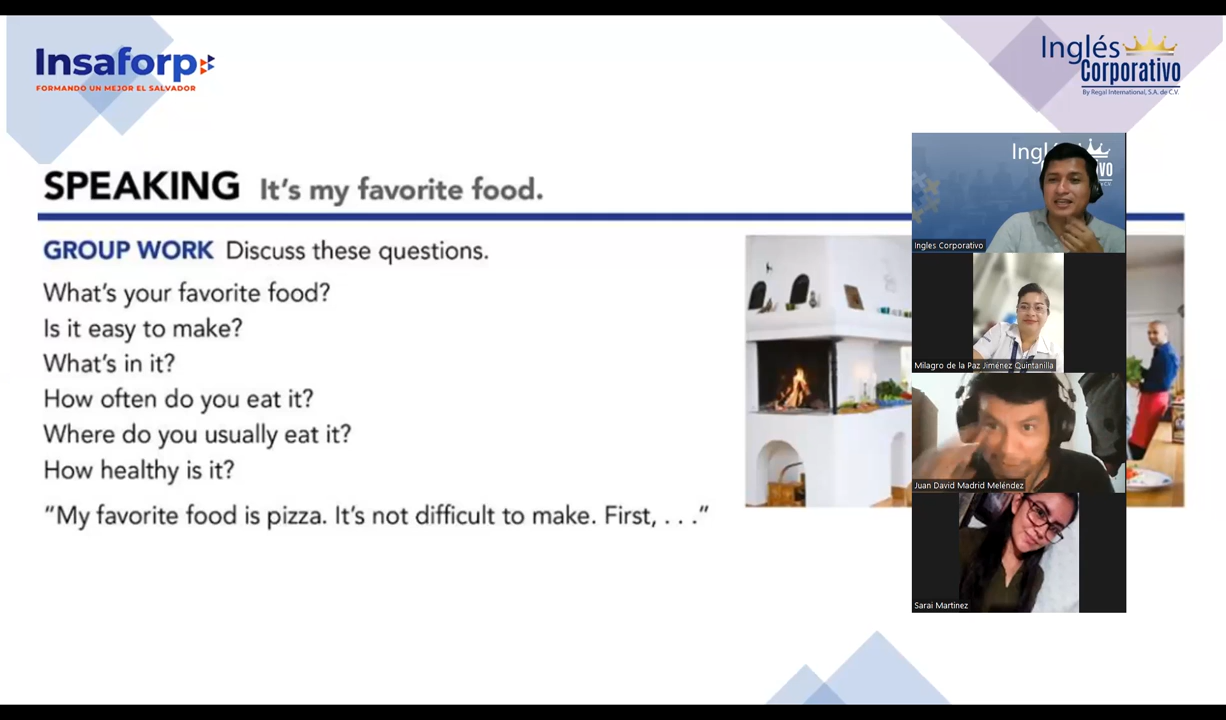 Insaforp
FORMANDO UN MEJOR EL SALVADOR
Inglés
Corporativo
By Regal International, S.A. de C.V.
SPEAKING It's my favorite food.
GROUP WORK Discuss these questions.
What's your favorite food?
Is it easy to make?
What's in it?
How often do you eat it?
Where do you usually eat it?
How healthy is it?
"My favorite food is pizza. It's not difficult to make. First, . . ."
Ingles Corporativo
Milagro de la Paz Jiménez Quintanilla
Juan David Madrid Meléndez
Sarai Martinez